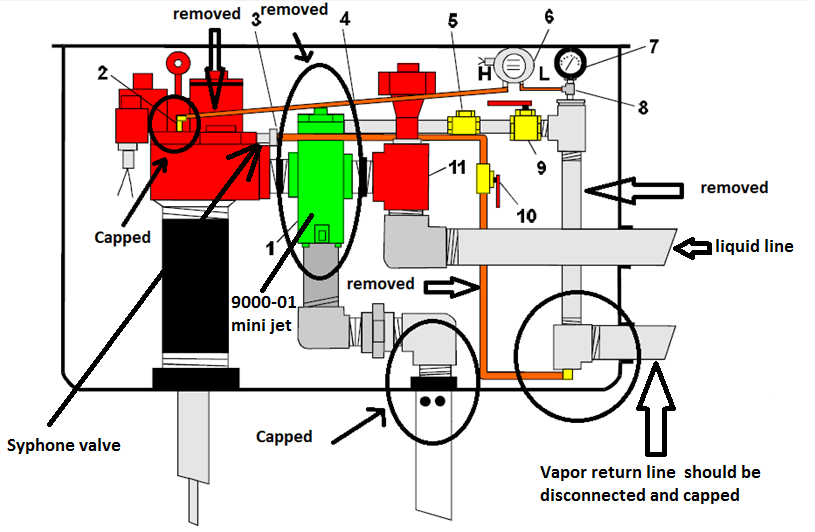 removed
removed
3
4
5
6
7
2
H
L
8
9
Capped
11
10
removed
1
liquid line
9000-01
mini jet
removed
Syphone valve
Capped
Vapor return line should be
disconnected and capped